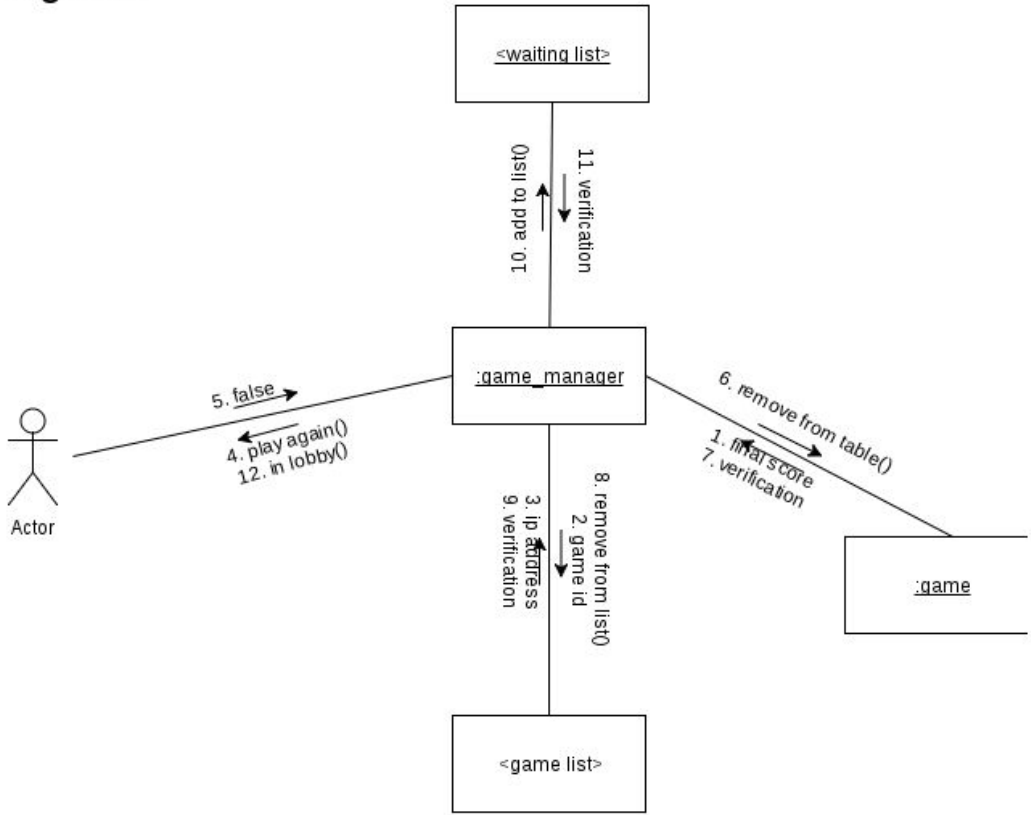 <waiting list>
10. add to list()
11. verification
:game_manager
5. false
4. play again()
12. in lobby()
6. remove from table()
1. final score
7. verification
Actor
8. remove from list()
2. game id
3. ip address
9. verification
:game
<game list>